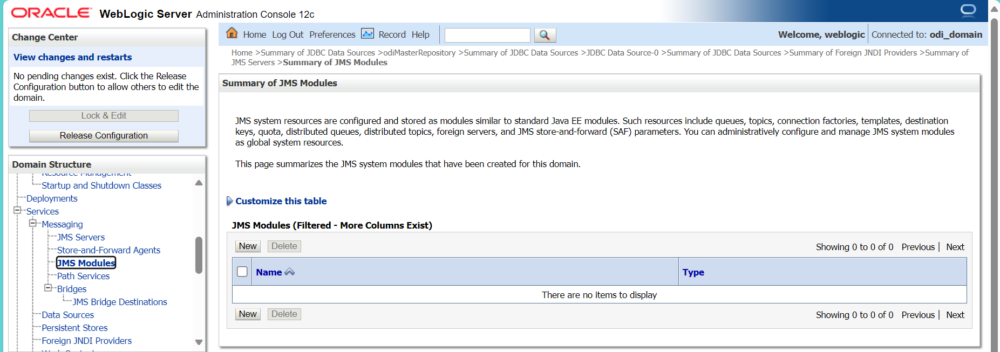 ORACLE WebLogic Server Administration Console 12c
Change Center
View changes and restarts
No pending changes exist. Click the Release
Configuration button to allow others to edit the
domain.
Lock & Edit
Release Configuration
Domain Structure
Resource Management
Startup and Shutdown Classes
Deployments
Services
Messaging
JMS Servers
Store-and-Forward Agents
JMS Modules
Path Services
Bridges
JMS Bridge Destinations
Data Sources
Persistent Stores
Foreign JNDI Providers
Home Log Out Preferences Record Help
Welcome, weblogic Connected to: odi_domain
Home >Summary of JDBC Data Sources >odiMasterRepository >Summary of JDBC Data Sources >JDBC Data Source-0 >Summary of JDBC Data Sources >Summary of Foreign JNDI Providers >Summary of
JMS Servers >Summary of JMS Modules
Summary of JMS Modules
JMS system resources are configured and stored as modules similar to standard Java EE modules. Such resources include queues, topics, connection factories, templates, destination
keys, quota, distributed queues, distributed topics, foreign servers, and JMS store-and-forward (SAF) parameters. You can administratively configure and manage JMS system modules
as global system resources.
This page summarizes the JMS system modules that have been created for this domain.
Customize this table
JMS Modules (Filtered - More Columns Exist)
New Delete Showing 0 to 0 of 0 Previous | Next
Name Type
There are no items to display
New Delete Showing 0 to 0 of 0 Previous | Next